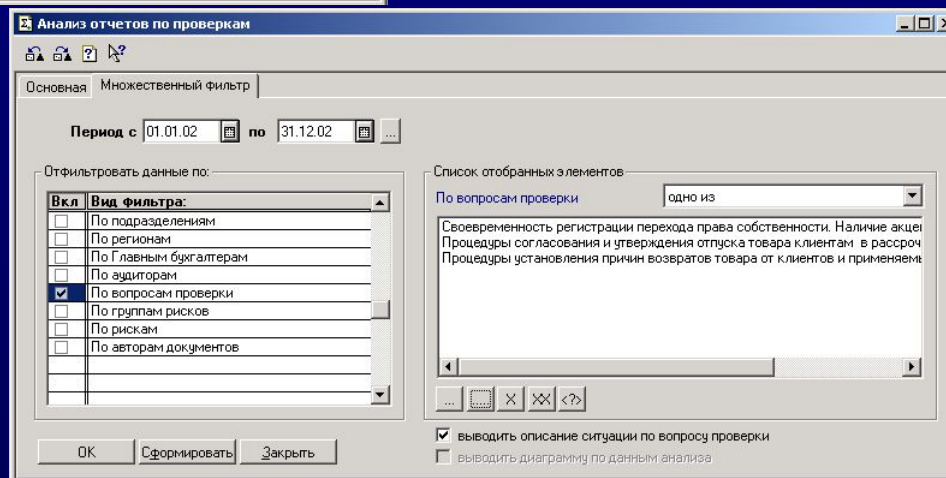 Анализ отчетов по проверкам
Основная Множественный фильтр
Период с 01.01.02 по 31.12.02 ...
Отфильтровать данные по:
Вкл Вид фильтра:
По подразделениям
По регионам
По Главным бухгалтерам
По аудиторам
По вопросам проверки
По группам рисков
По рискам
По авторам документов
Список отобранных элементов
По вопросам проверки одно из
Своевременность регистрации перехода права собственности. Наличие акцеп
Процедуры согласования и утверждения отпуска товара клиентам в рассроч
Процедуры установления причин возвратов товара от клиентов и применяемы
... ... X XX <?>
выводить описание ситуации по вопросу проверки
выводить диаграмму по данным анализа
OK Сформировать Закрыть